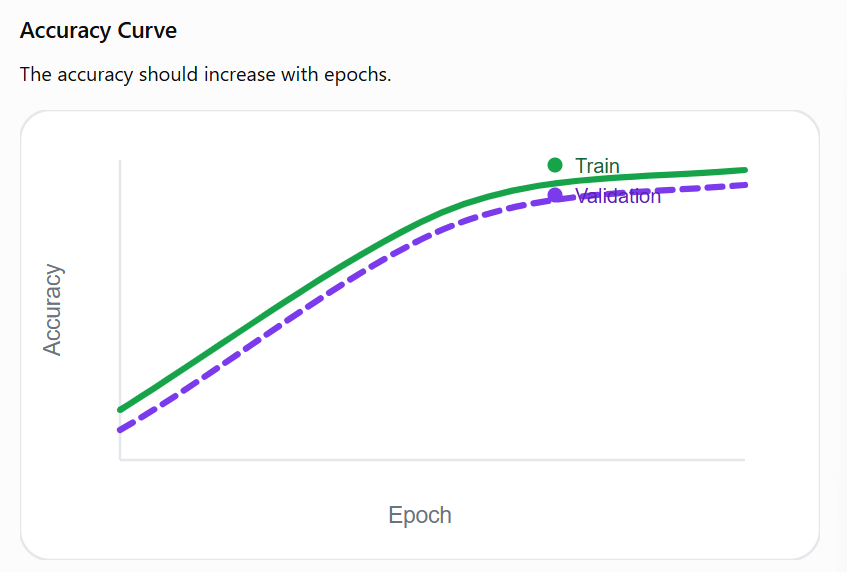 Accuracy Curve
The accuracy should increase with epochs.
Train
Validation
Accuracy
Epoch